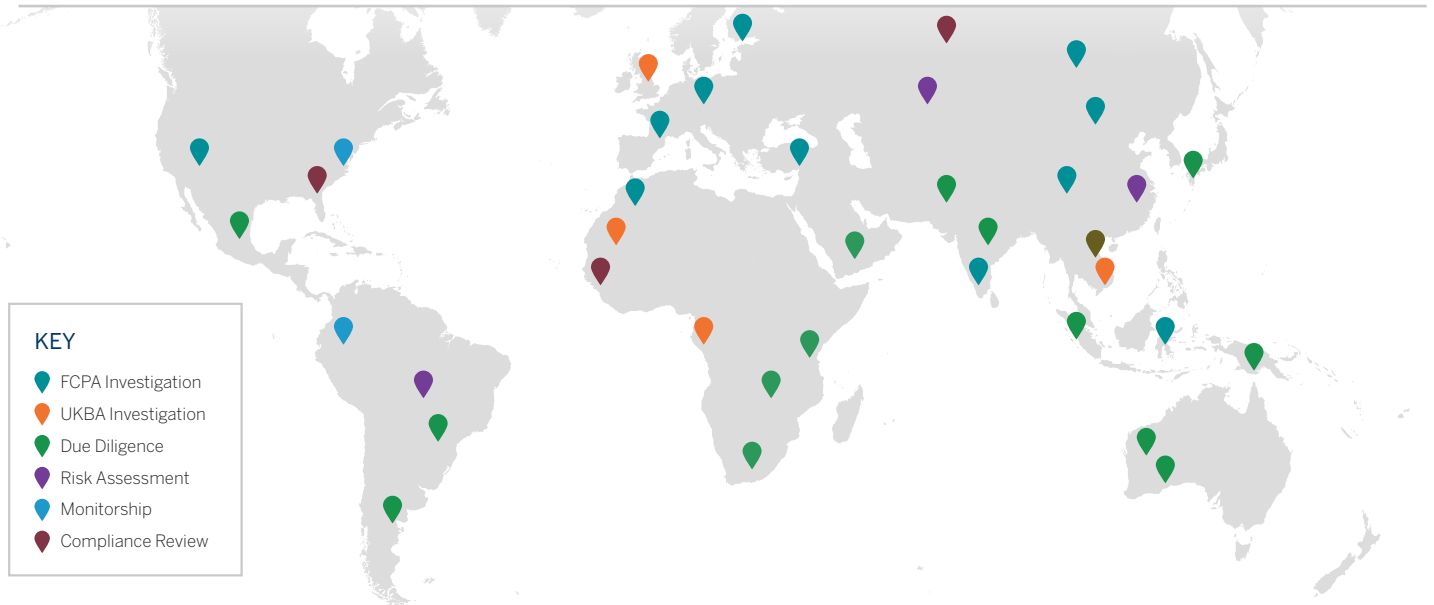 KEY
FCPA Investigation
UKBA Investigation
Due Diligence
Risk Assessment
Monitorship
Compliance Review